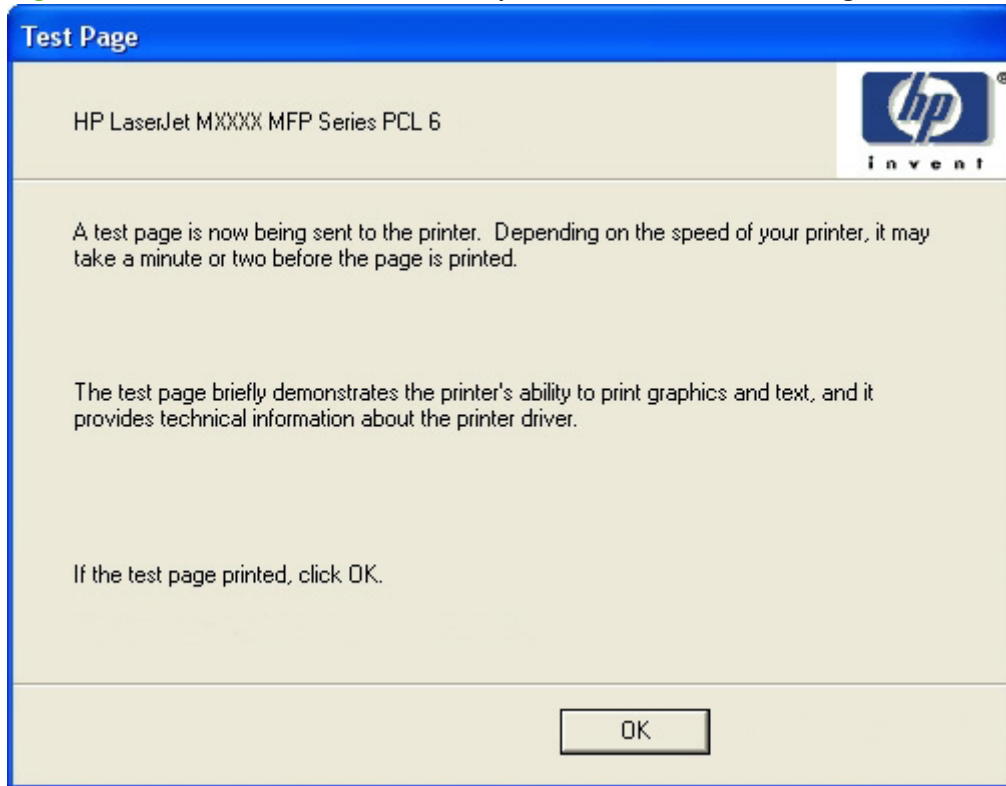 Test Page
HP LaserJet MXXXX MFP Series PCL 6
hp
®
invent
A test page is now being sent to the printer. Depending on the speed of your printer, it may
take a minute or two before the page is printed.
The test page briefly demonstrates the printer's ability to print graphics and text, and it
provides technical information about the printer driver.
If the test page printed, click OK.
OK